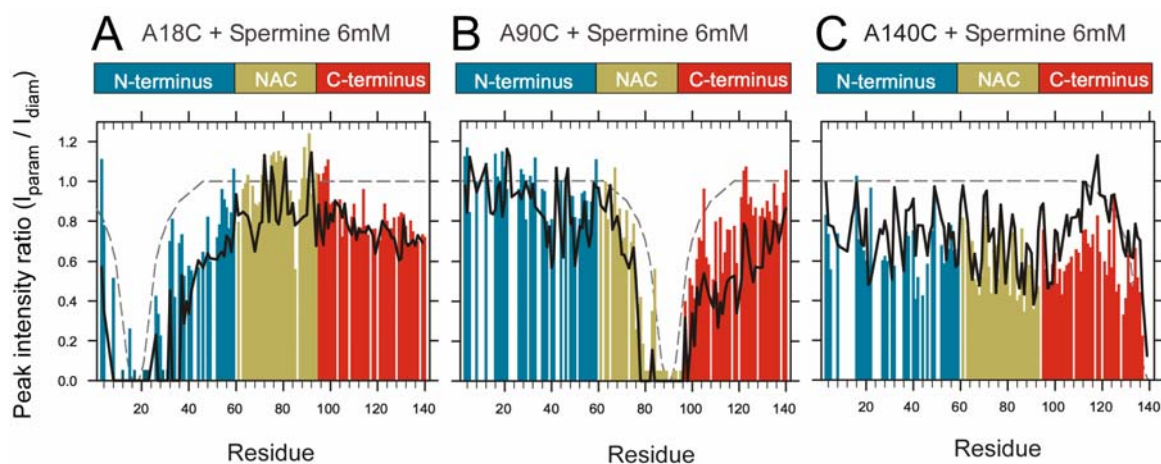 A A18C + Spermine 6mM
B A90C + Spermine 6mM
C A140C + Spermine 6mM
N-terminus NAC C-terminus
N-terminus NAC C-terminus
N-terminus NAC C-terminus
Peak intensity ratio (I_param / I_diam)
1.2
1.0
0.8
0.6
0.4
0.2
0.0
20 40 60 80 100 120 140
20 40 60 80 100 120 140
20 40 60 80 100 120 140
Residue
Residue
Residue